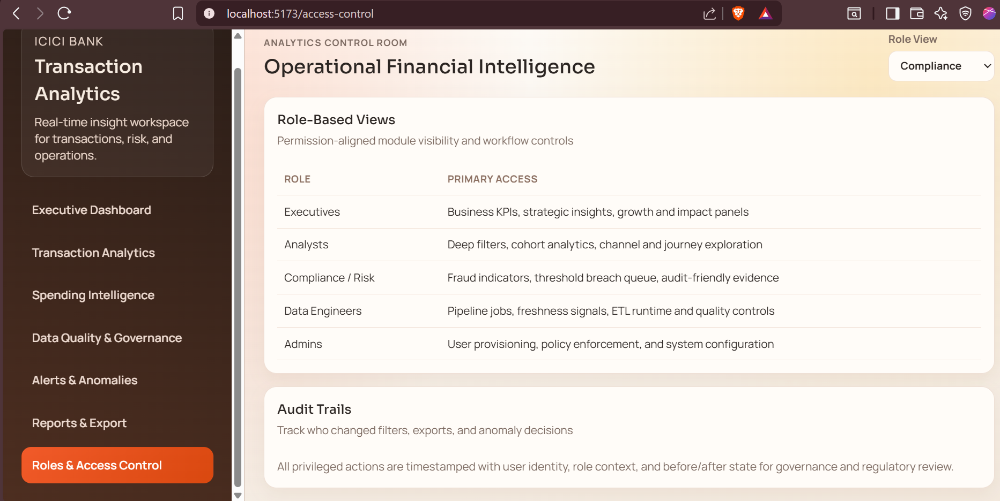 localhost:5173/access-control
ICICI BANK
Transaction
Analytics
Real-time insight workspace
for transactions, risk, and
operations.
Executive Dashboard
Transaction Analytics
Spending Intelligence
Data Quality & Governance
Alerts & Anomalies
Reports & Export
Roles & Access Control
ANALYTICS CONTROL ROOM
Operational Financial Intelligence
Role View
Compliance
Role-Based Views
Permission-aligned module visibility and workflow controls
ROLE PRIMARY ACCESS
Executives Business KPIs, strategic insights, growth and impact panels
Analysts Deep filters, cohort analytics, channel and journey exploration
Compliance / Risk Fraud indicators, threshold breach queue, audit-friendly evidence
Data Engineers Pipeline jobs, freshness signals, ETL runtime and quality controls
Admins User provisioning, policy enforcement, and system configuration
Audit Trails
Track who changed filters, exports, and anomaly decisions
All privileged actions are timestamped with user identity, role context, and before/after state for governance and regulatory review.